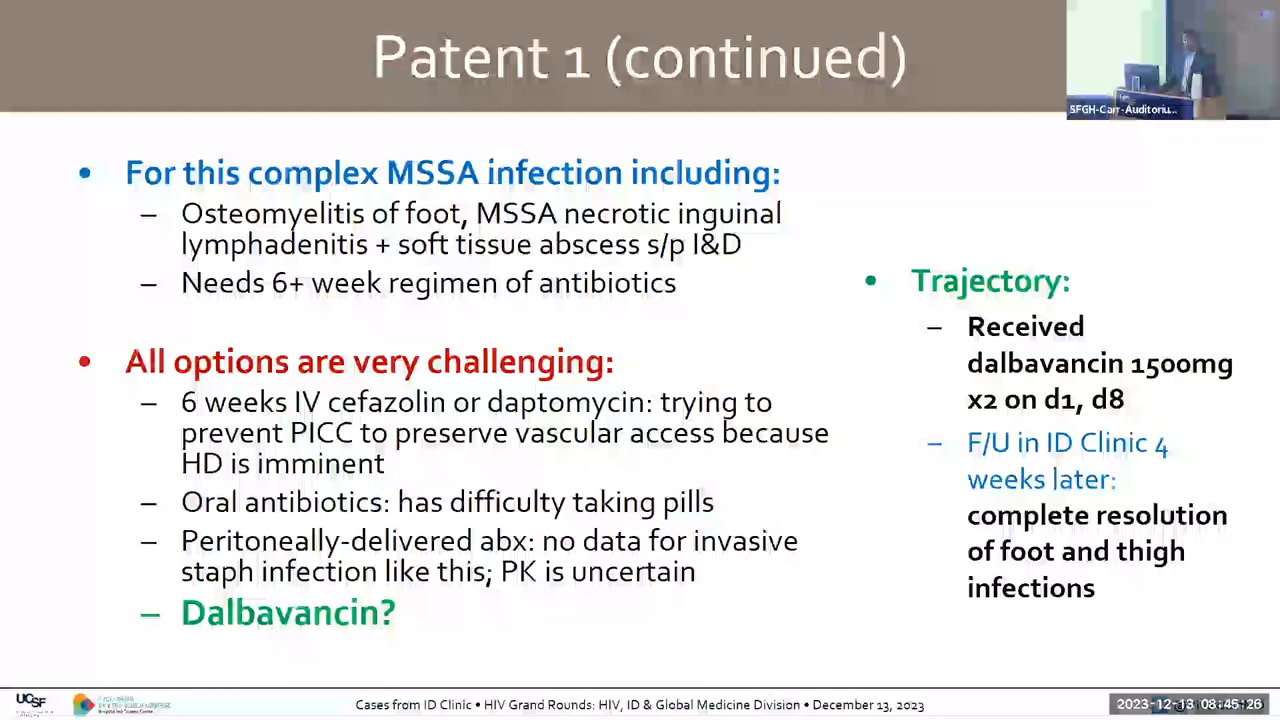 Patent 1 (continued)
SFGH-Carr-Auditoriu...
• For this complex MSSA infection including:
– Osteomyelitis of foot, MSSA necrotic inguinal
lymphadenitis + soft tissue abscess s/p I&D
– Needs 6+ week regimen of antibiotics
• All options are very challenging:
– 6 weeks IV cefazolin or daptomycin: trying to
prevent PICC to preserve vascular access because
HD is imminent
– Oral antibiotics: has difficulty taking pills
– Peritoneally-delivered abx: no data for invasive
staph infection like this; PK is uncertain
– Dalbavancin?
• Trajectory:
– Received
dalbavancin 1500mg
x2 on d1, d8
– F/U in ID Clinic 4
weeks later:
complete resolution
of foot and thigh
infections
UCSF
Cases from ID Clinic • HIV Grand Rounds: HIV, ID & Global Medicine Division • December 13, 2023
2023-12-13 08:45:26